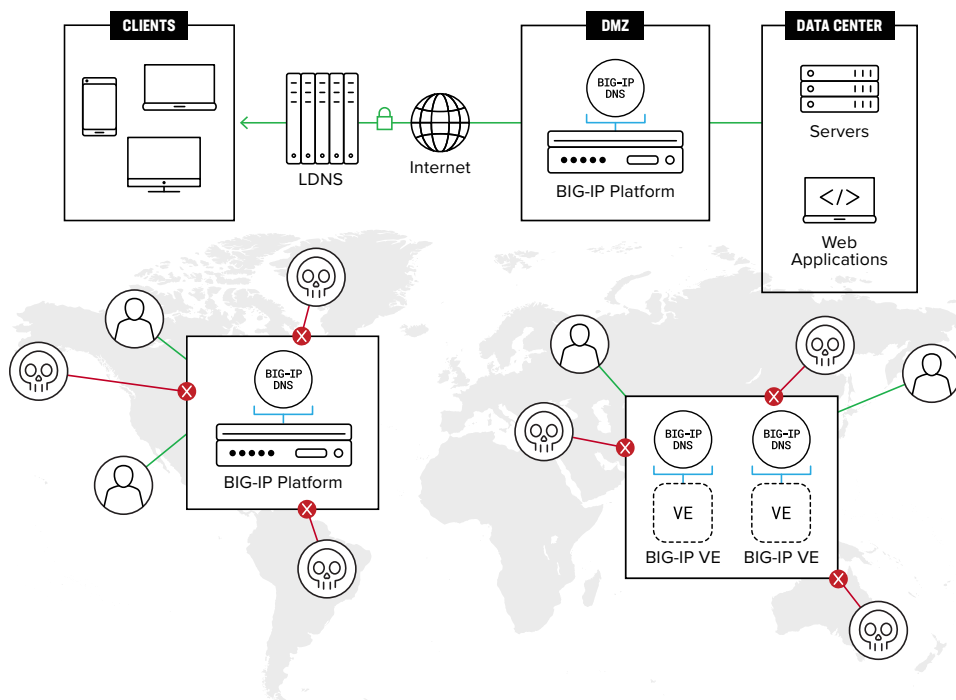 CLIENTS
DMZ
DATA CENTER
BIG-IP
DNS
Servers
LDNS
Internet
BIG-IP Platform
</>
Web
Applications
BIG-IP
DNS
BIG-IP Platform
BIG-IP
DNS
BIG-IP
DNS
VE
VE
BIG-IP VE
BIG-IP VE
X
X
X
X
X
X